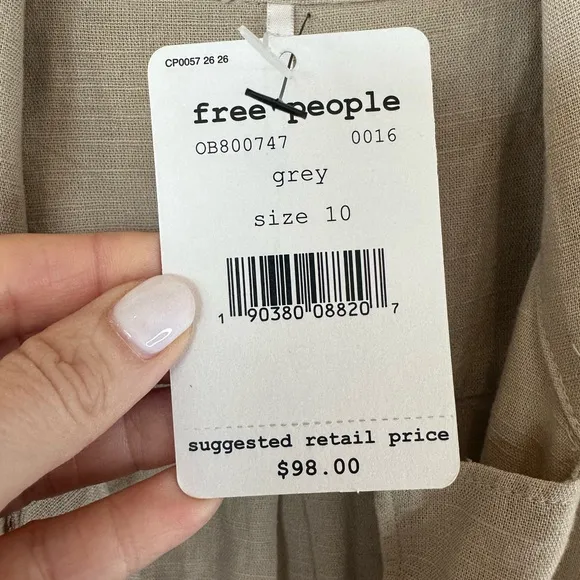 CP0057 26 26
free people
OB800747 0016
grey
size 10
1 90380 08820 7
suggested retail price
$98.00